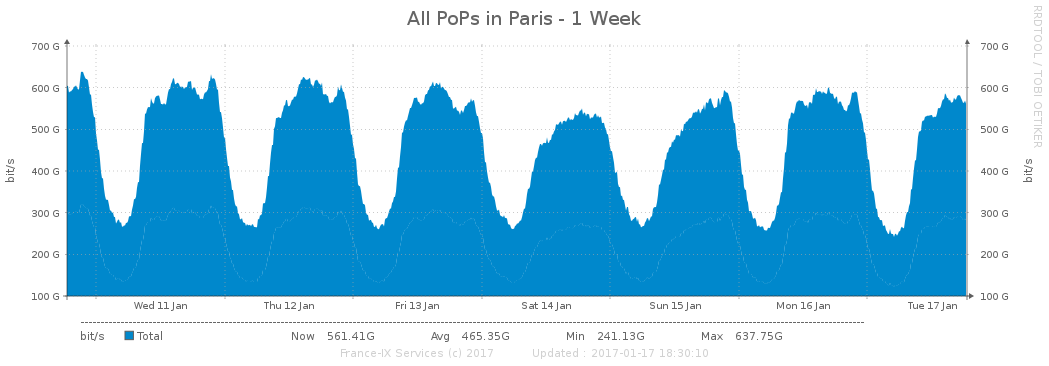 All PoPs in Paris - 1 Week
RRDTOOL / TOBI OETIKER
700 G 700 G
600 G 600 G
500 G 500 G
400 G 400 G
300 G 300 G
200 G 200 G
100 G 100 G
bit/s bit/s
Wed 11 Jan Thu 12 Jan Fri 13 Jan Sat 14 Jan Sun 15 Jan Mon 16 Jan Tue 17 Jan
bit/s Total Now 561.41G Avg 465.35G Min 241.13G Max 637.75G
France-IX Services (c) 2017 Updated : 2017-01-17 18:30:10